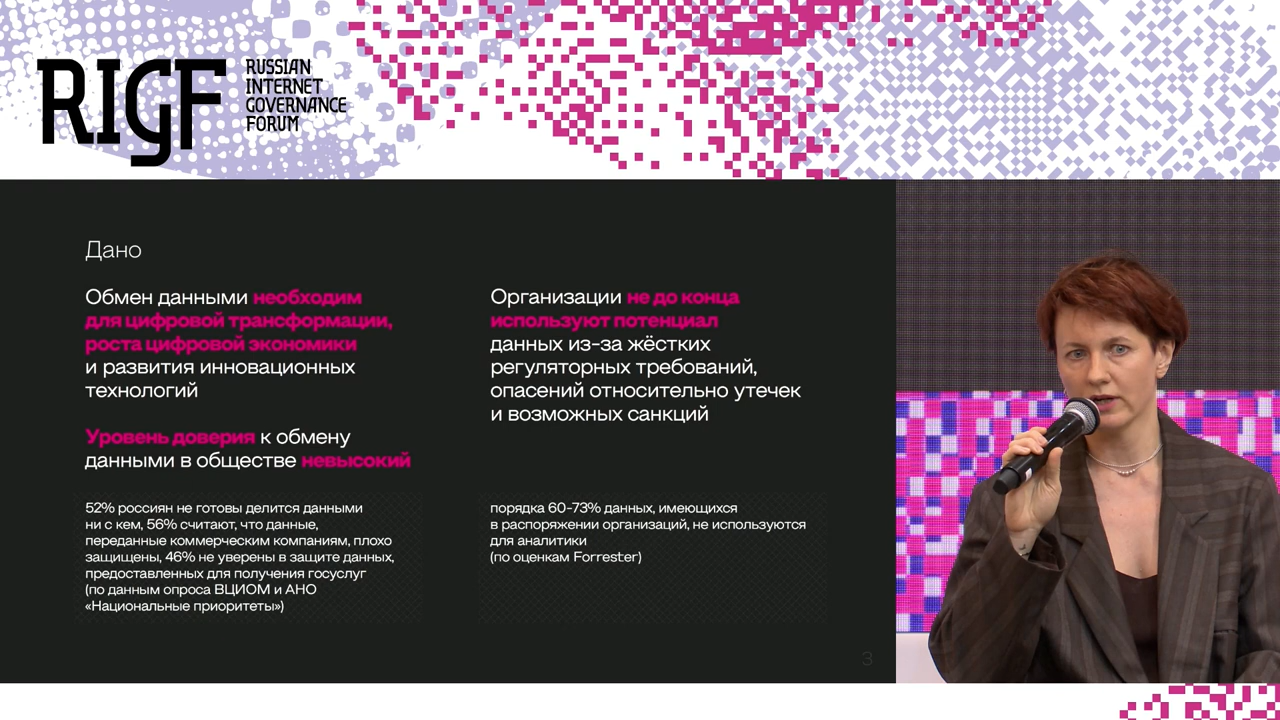 RIGF
RUSSIAN
INTERNET
GOVERNANCE
FORUM
Дано
Обмен данными необходим
для цифровой трансформации,
роста цифровой экономики
и развития инновационных
технологий
Уровень доверия к обмену
данными в обществе невысокий
52% россиян не готовы делится данными
ни с кем, 56% считают, что данные,
переданные коммерческим компаниям, плохо
защищены, 46% не уверены в защите данных,
предоставленных для получения госуслуг
(по данным опроса ВЦИОМ и АНО
«Национальные приоритеты»)
Организации не до конца
используют потенциал
данных из-за жёстких
регуляторных требований,
опасений относительно утечек
и возможных санкций
порядка 60-73% данных, имеющихся
в распоряжении организаций, не используются
для аналитики
(по оценкам Forrester)
3